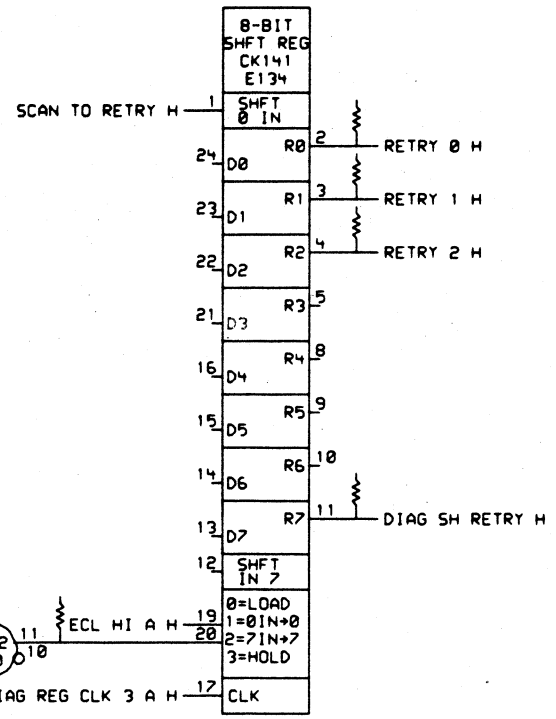 8-BIT
SHFT REG
CK141
E134
SCAN TO RETRY H 1 SHFT
0 IN
R0 2 RETRY 0 H
24 D0
R1 3 RETRY 1 H
23 D1
R2 4 RETRY 2 H
22 D2
R3 5
21 D3
R4 8
16 D4
R5 9
15 D5
R6 10
14 D6
R7 11 DIAG SH RETRY H
13 D7
12 SHFT
IN 7
0=LOAD
ECL HI A H 19 1=0IN→0
11 20 2=7IN→7
10 3=HOLD
IAG REG CLK 3 A H 17 CLK